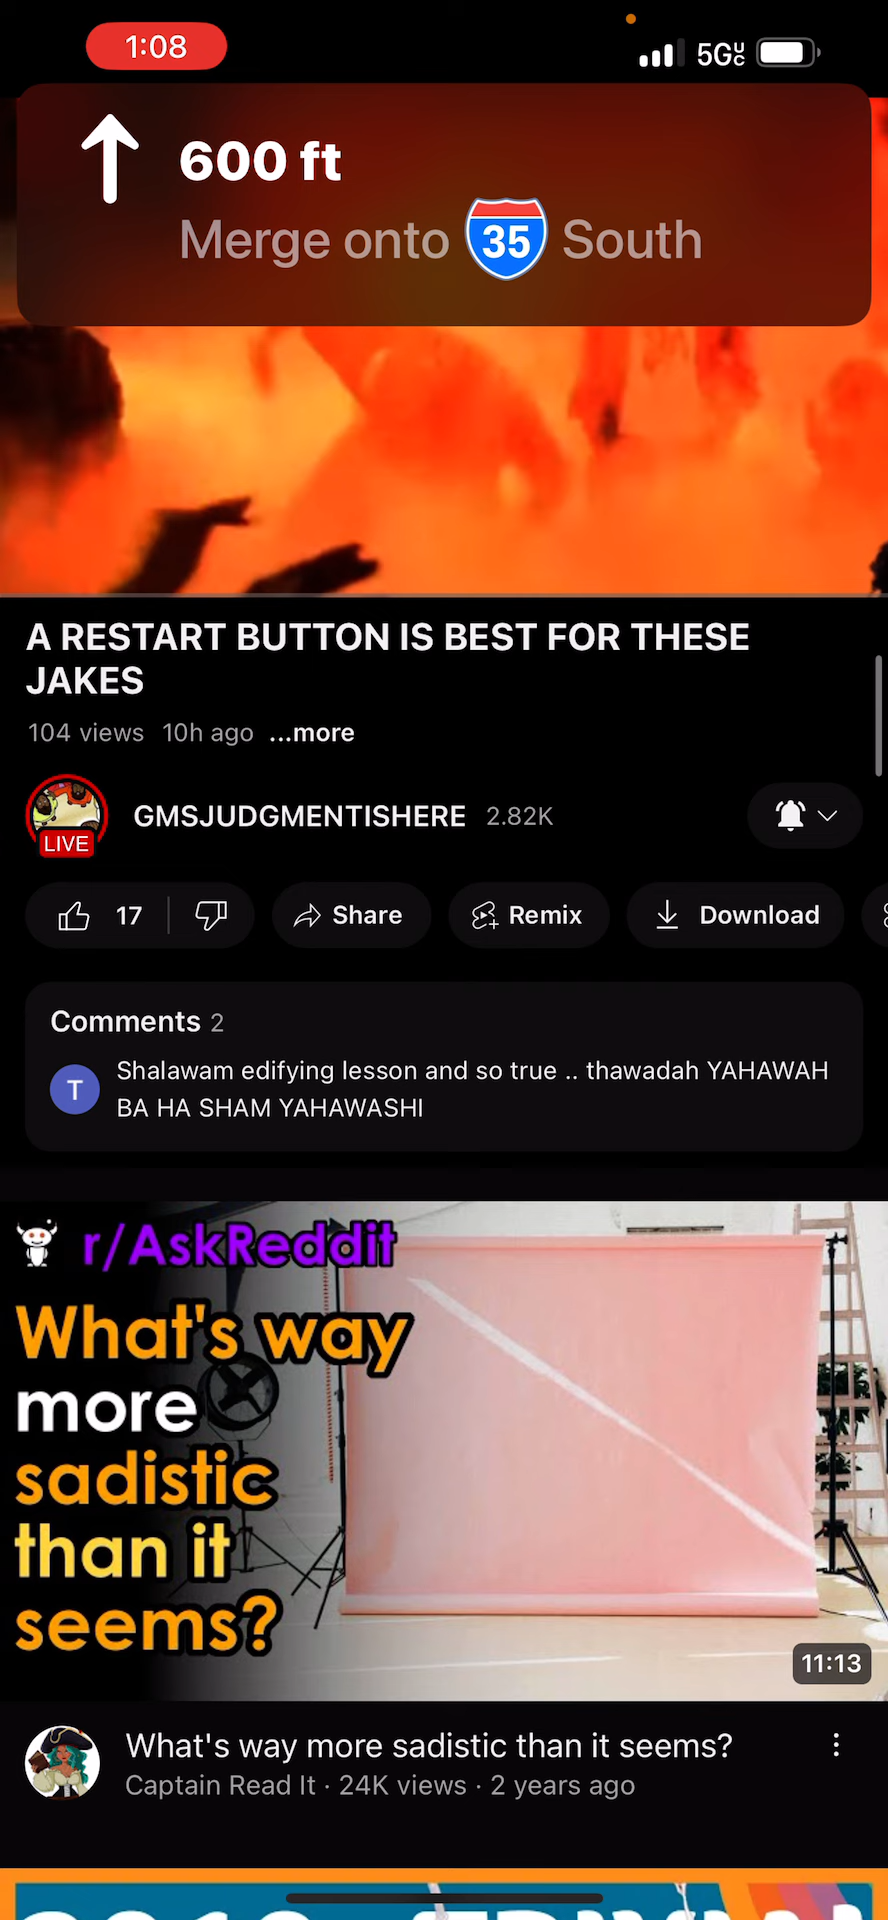 1:08
5GUC
600 ft
Merge onto 35 South
A RESTART BUTTON IS BEST FOR THESE
JAKES
104 views 10h ago ...more
GMSJUDGMENTISHERE 2.82K
LIVE
17 Share Remix Download
Comments 2
T
Shalawam edifying lesson and so true .. thawadah YAHAWAH
BA HA SHAM YAHAWASHI
r/AskReddit
What's way
more
sadistic
than it
seems?
11:13
What's way more sadistic than it seems?
Captain Read It · 24K views · 2 years ago